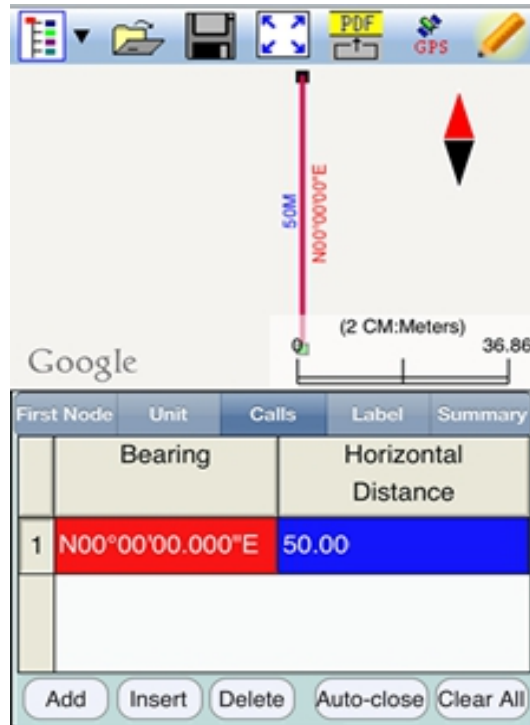 PDF
GPS
50M
N00°00'00"E
(2 CM:Meters)
0
36.86
Google
First Node Unit Calls Label Summary
Bearing Horizontal Distance
1 N00°00'00.000"E 50.00
Add Insert Delete Auto-close Clear All